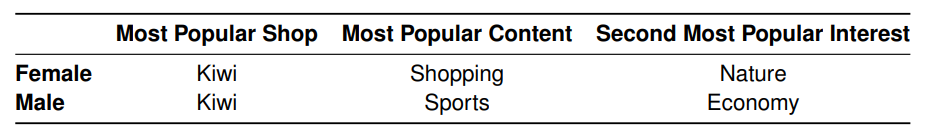 Most Popular Shop Most Popular Content Second Most Popular Interest
Female Kiwi Shopping Nature
Male Kiwi Sports Economy